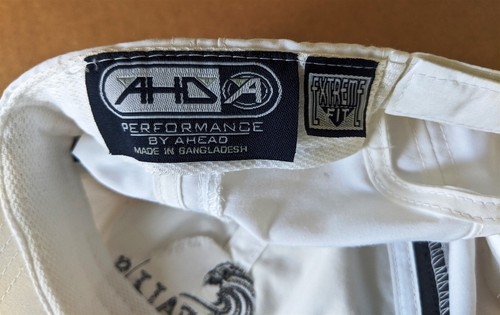 AHD A
PERFORMANCE
BY AHEAD
MADE IN BANGLADESH
EXTREME
FIT